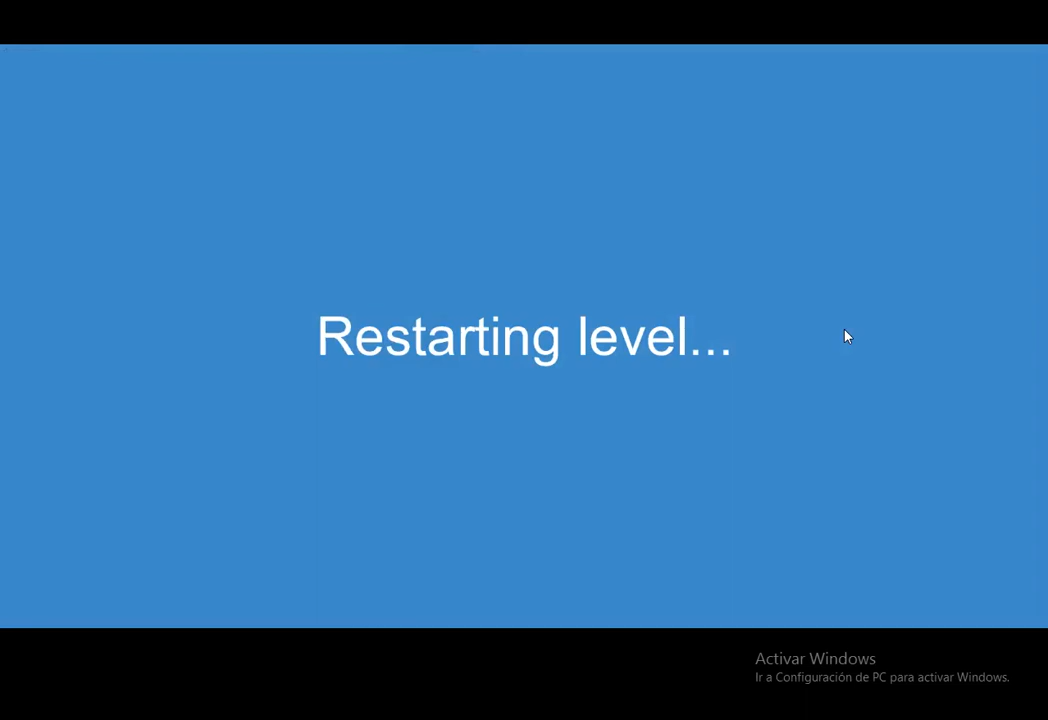 Restarting level...
Activar Windows
Ir a Configuración de PC para activar Windows.